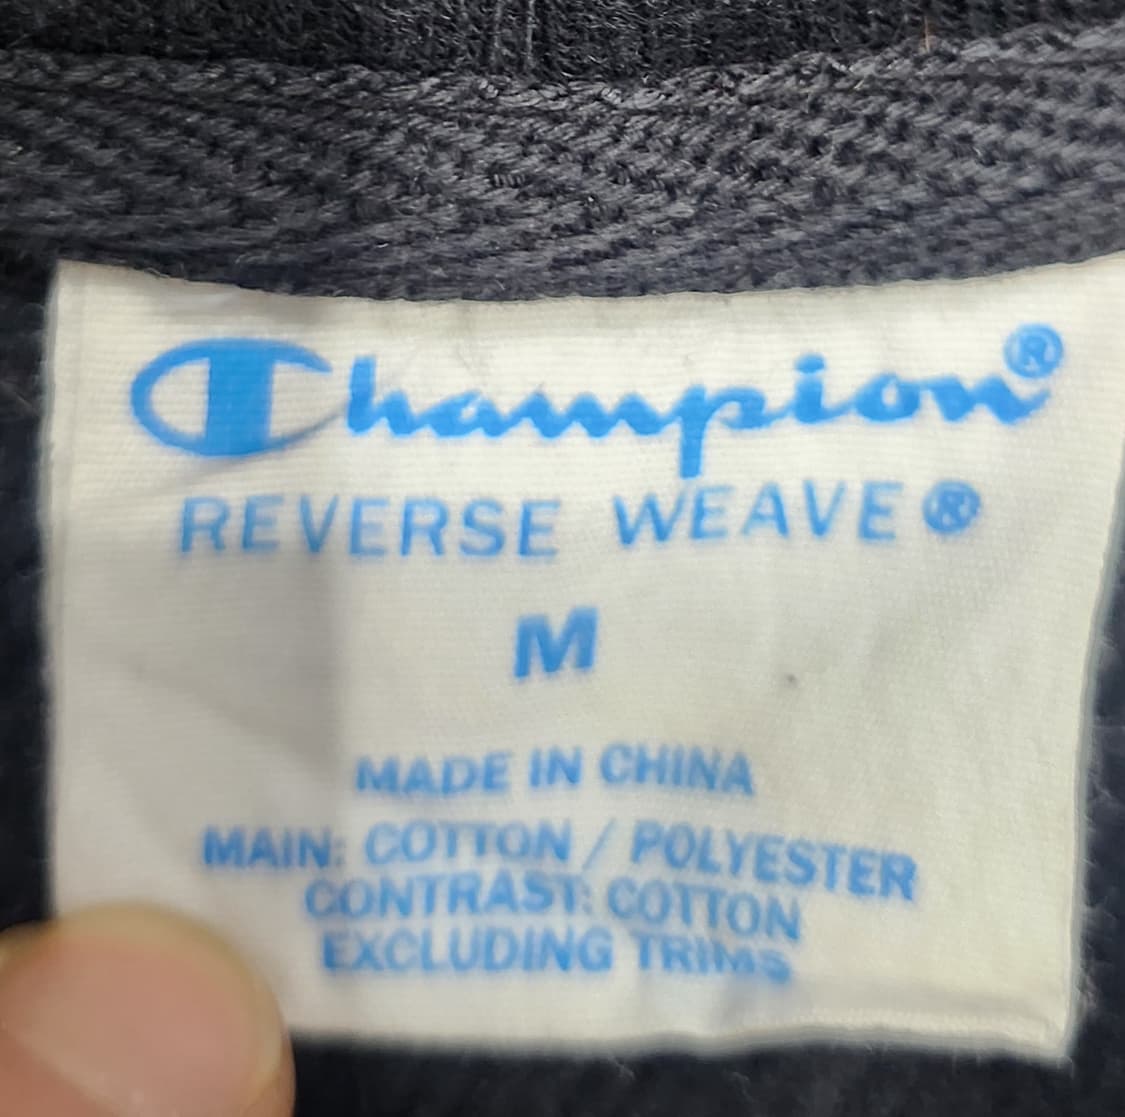 Champion®
REVERSE WEAVE®
M
MADE IN CHINA
MAIN: COTTON / POLYESTER
CONTRAST: COTTON
EXCLUDING TRIMS